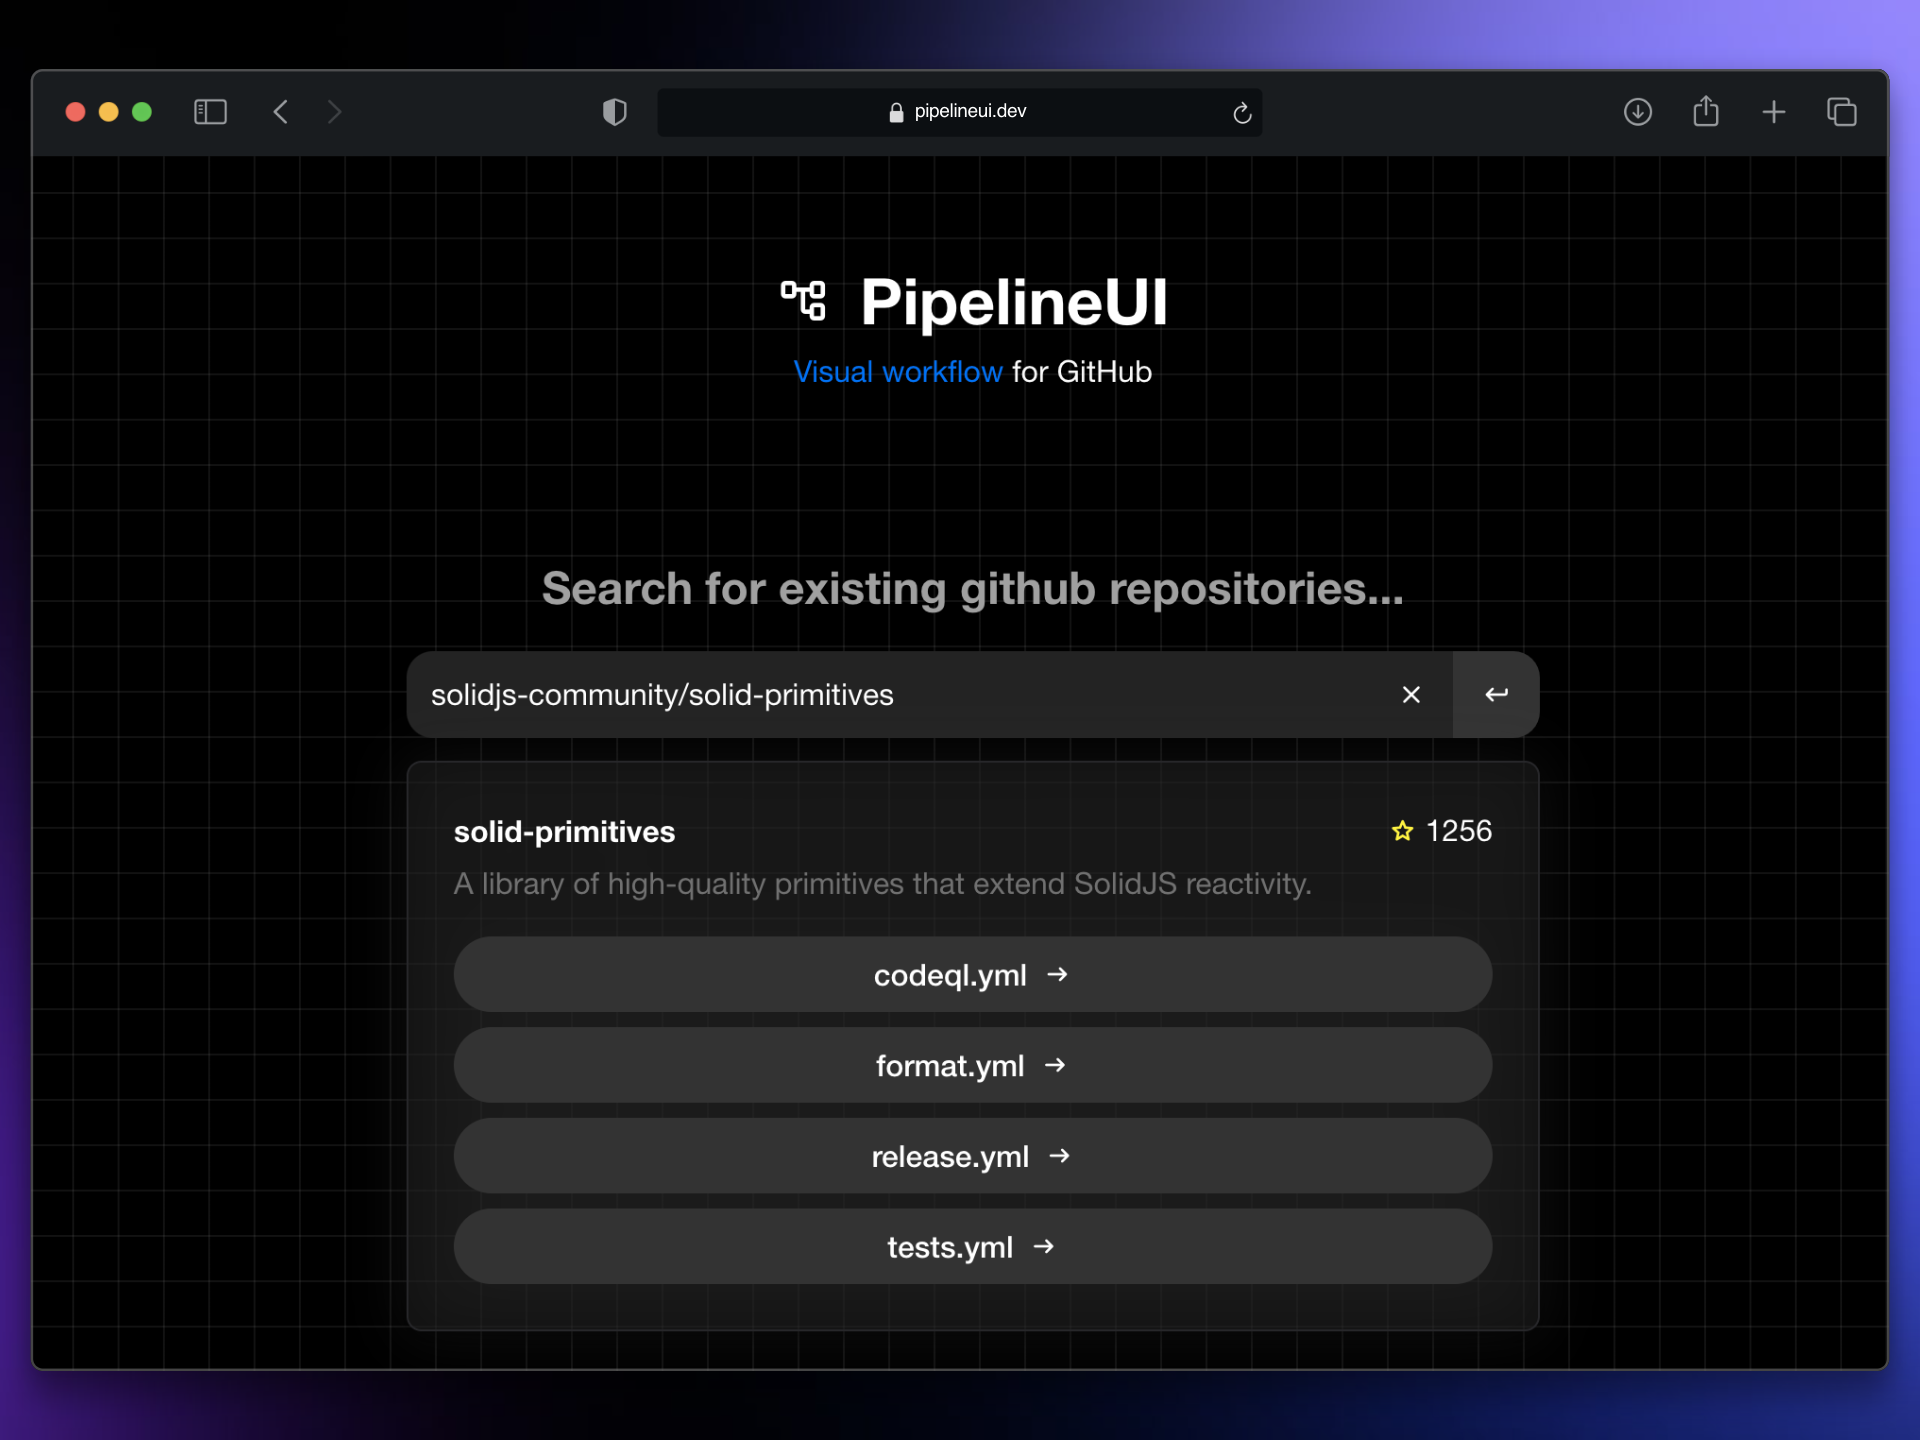 pipelineui.dev
PipelineUI
Visual workflow for GitHub
Search for existing github repositories...
solidjs-community/solid-primitives
solid-primitives 1256
A library of high-quality primitives that extend SolidJS reactivity.
codeql.yml
format.yml
release.yml
tests.yml